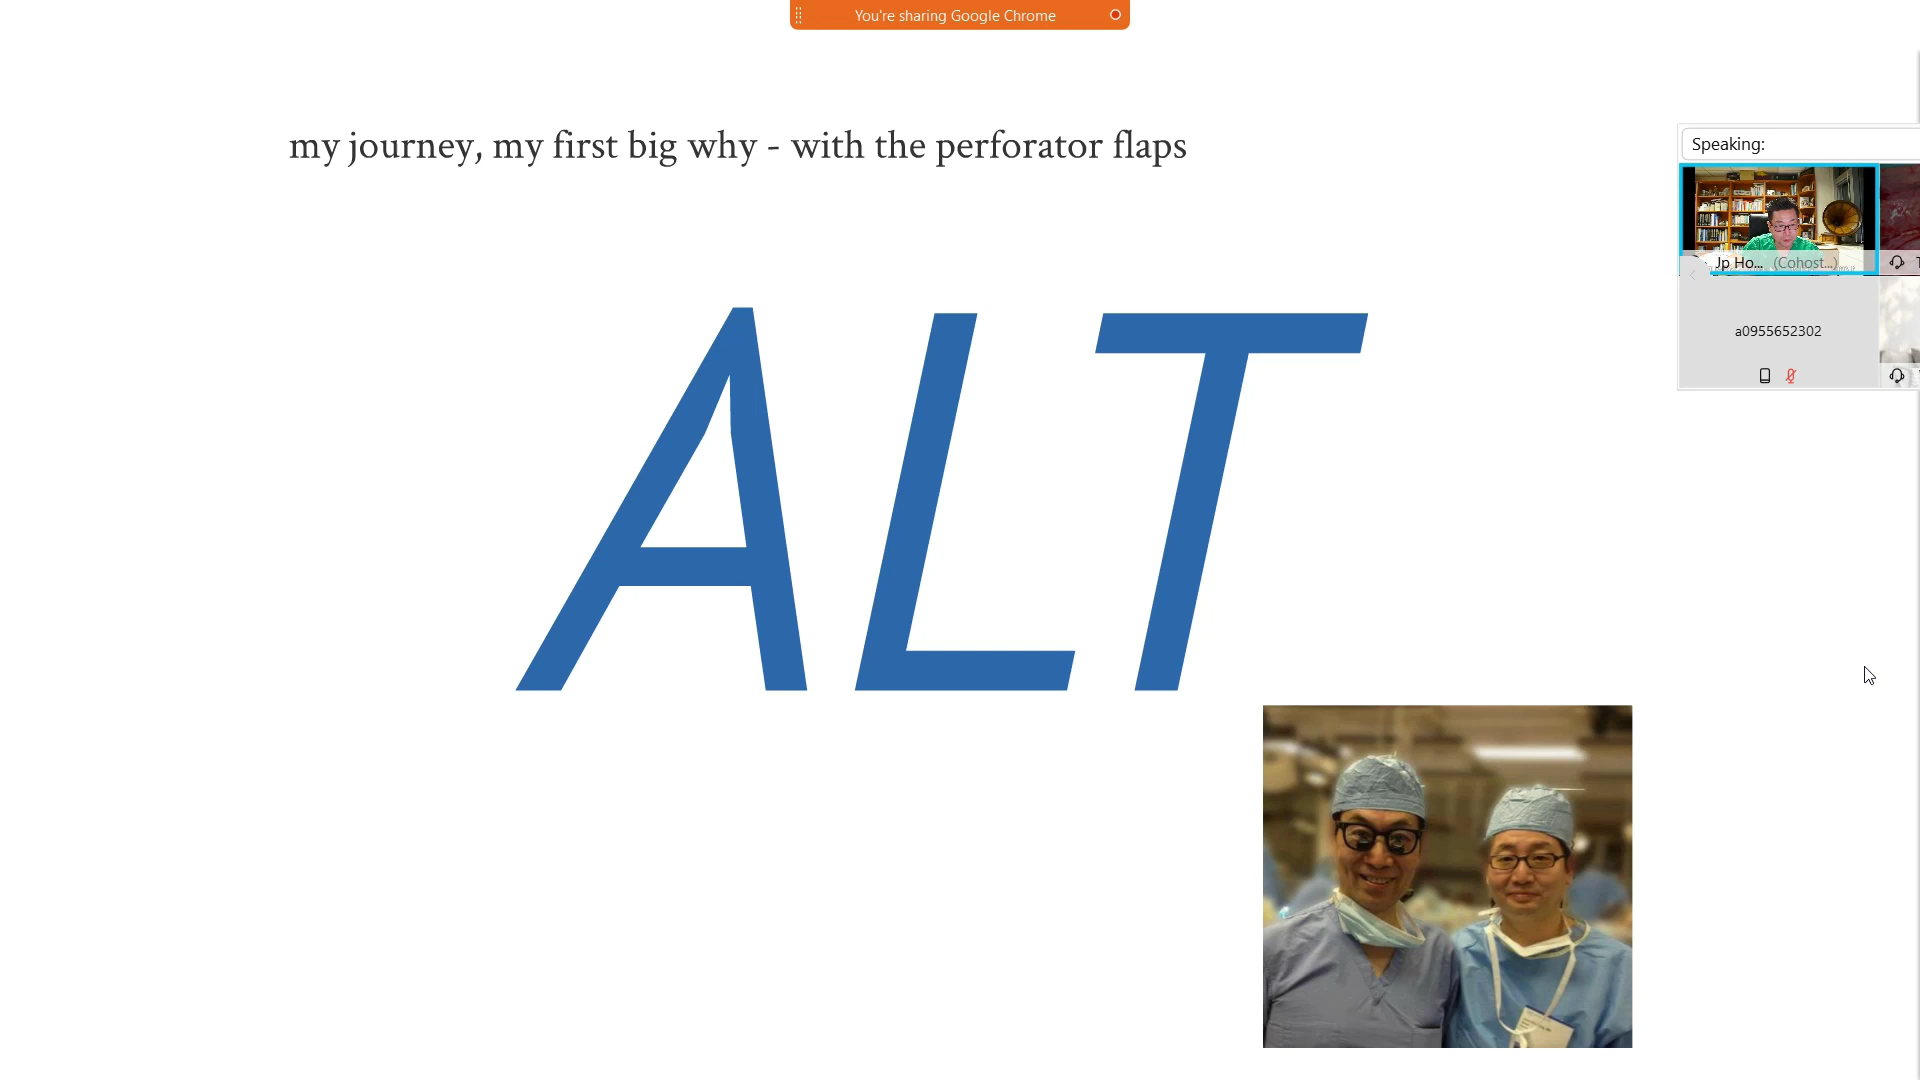 You're sharing Google Chrome
my journey, my first big why - with the perforator flaps
Speaking:
Jp Ho... (Cohost...)
a0955652302
ALT